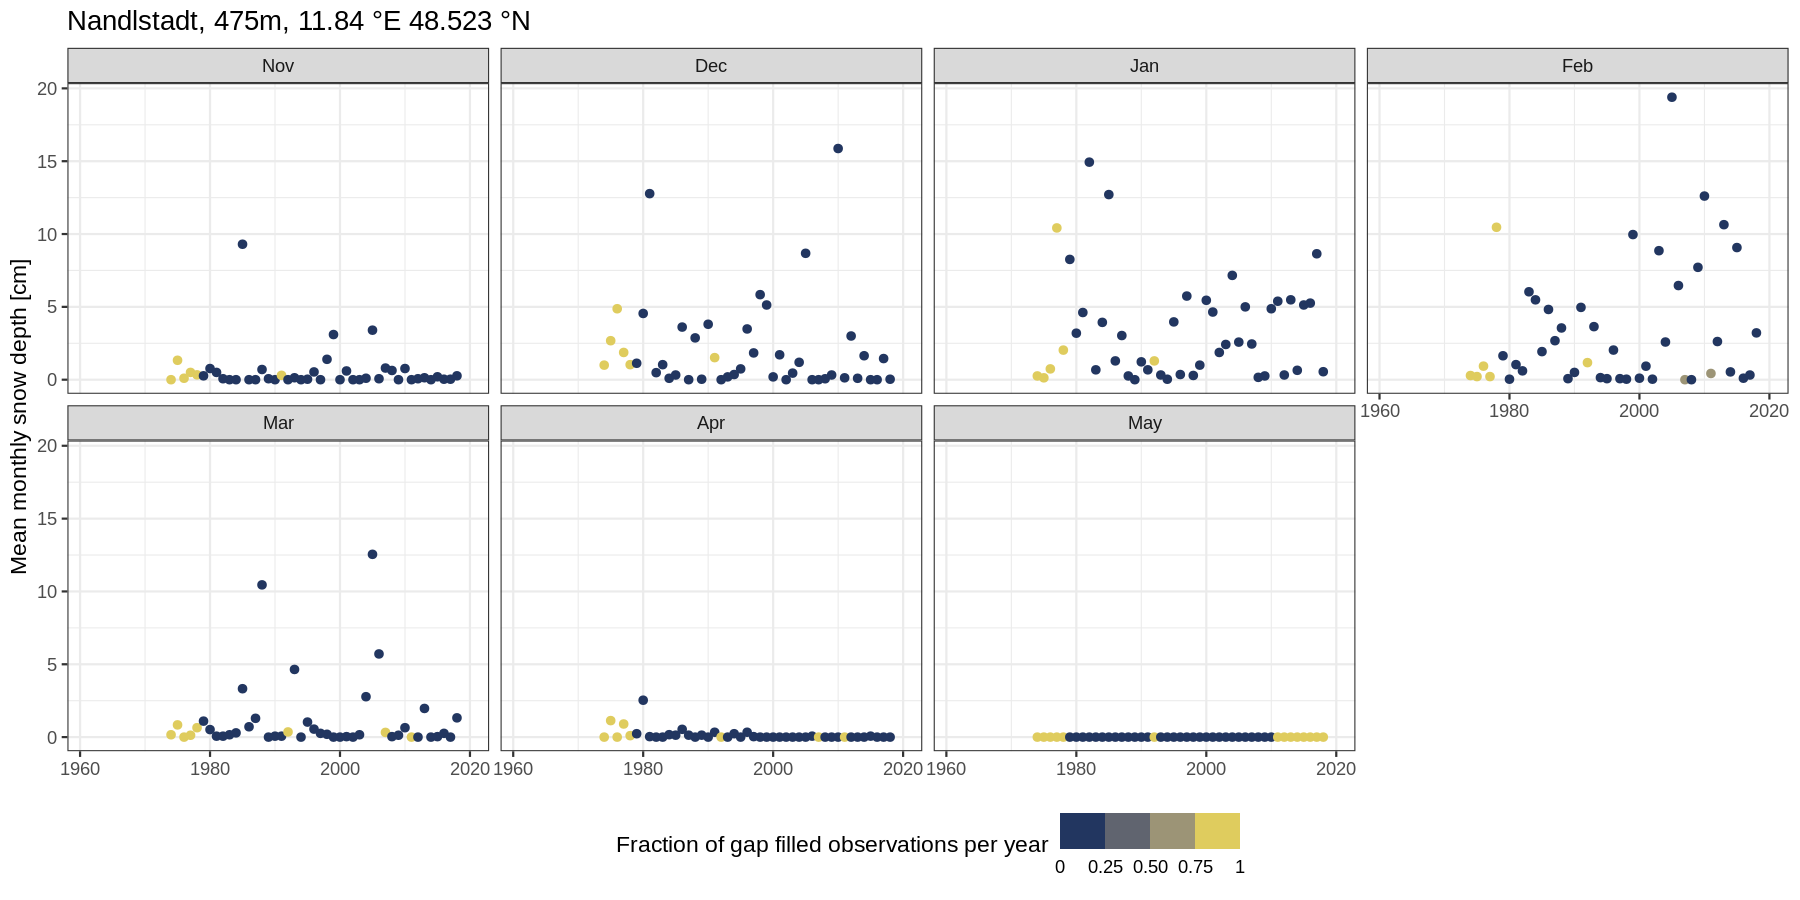 Nandlstadt, 475m, 11.84 °E 48.523 °N
Nov
Dec
Jan
Feb
20
15
10
5
0
1960 1980 2000 2020
Mar
Apr
May
20
15
10
5
0
1960 1980 2000 2020 1960 1980 2000 2020 1960 1980 2000 2020
Mean monthly snow depth [cm]
Fraction of gap filled observations per year
0 0.25 0.50 0.75 1